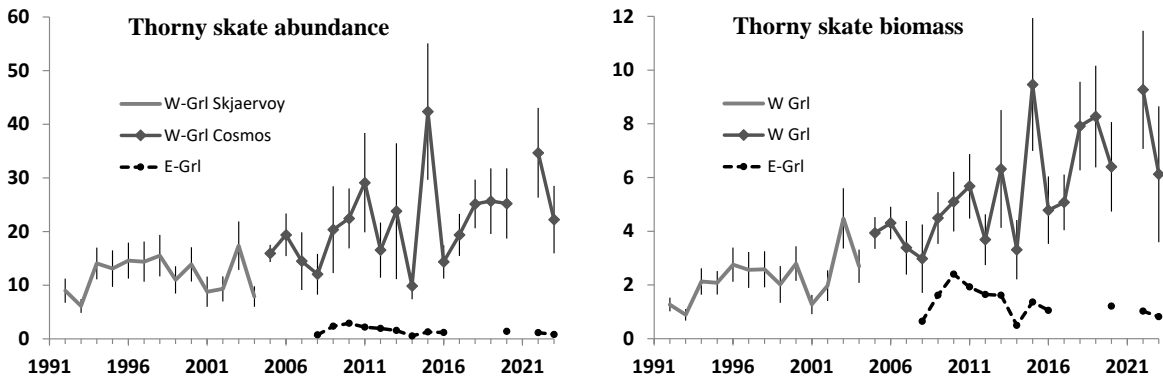 Thorny skate abundance
60
50
40
30
20
10
0
W-Grl Skjaervoy
W-Grl Cosmos
E-Grl
1991 1996 2001 2006 2011 2016 2021
Thorny skate biomass
12
10
8
6
4
2
0
W Grl
W Grl
E-Grl
1991 1996 2001 2006 2011 2016 2021